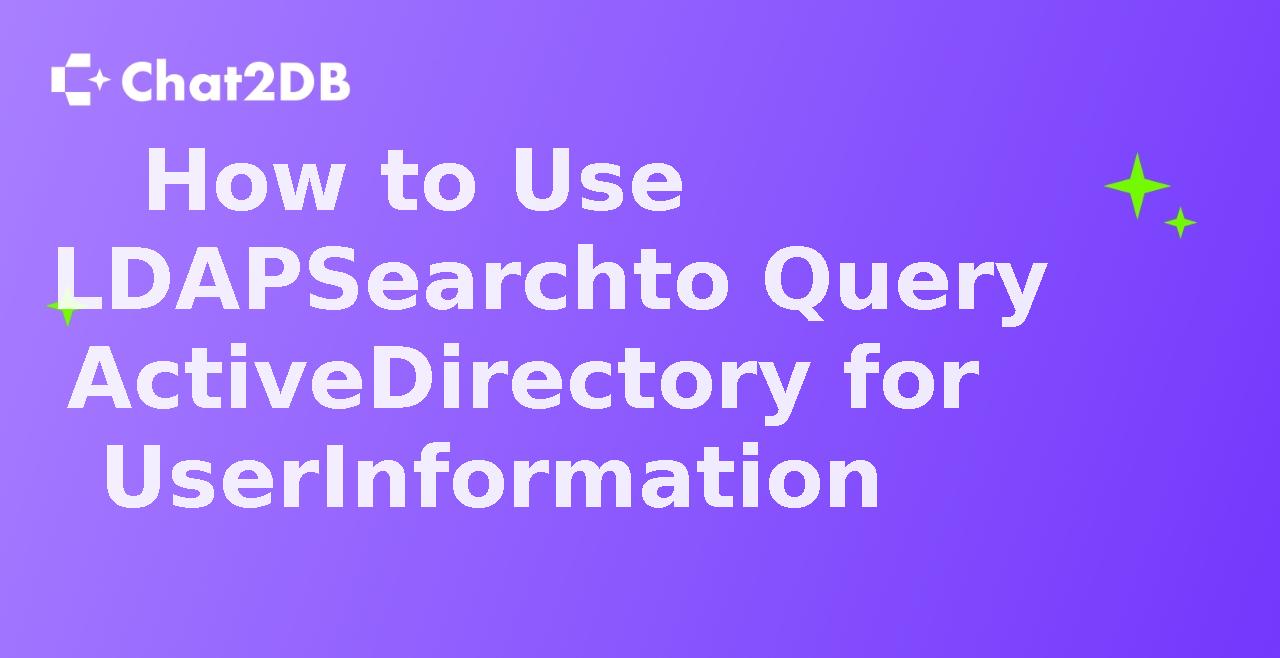 Chat2DB
How to Use
LDAPSearchto Query
ActiveDirectory for
UserInformation